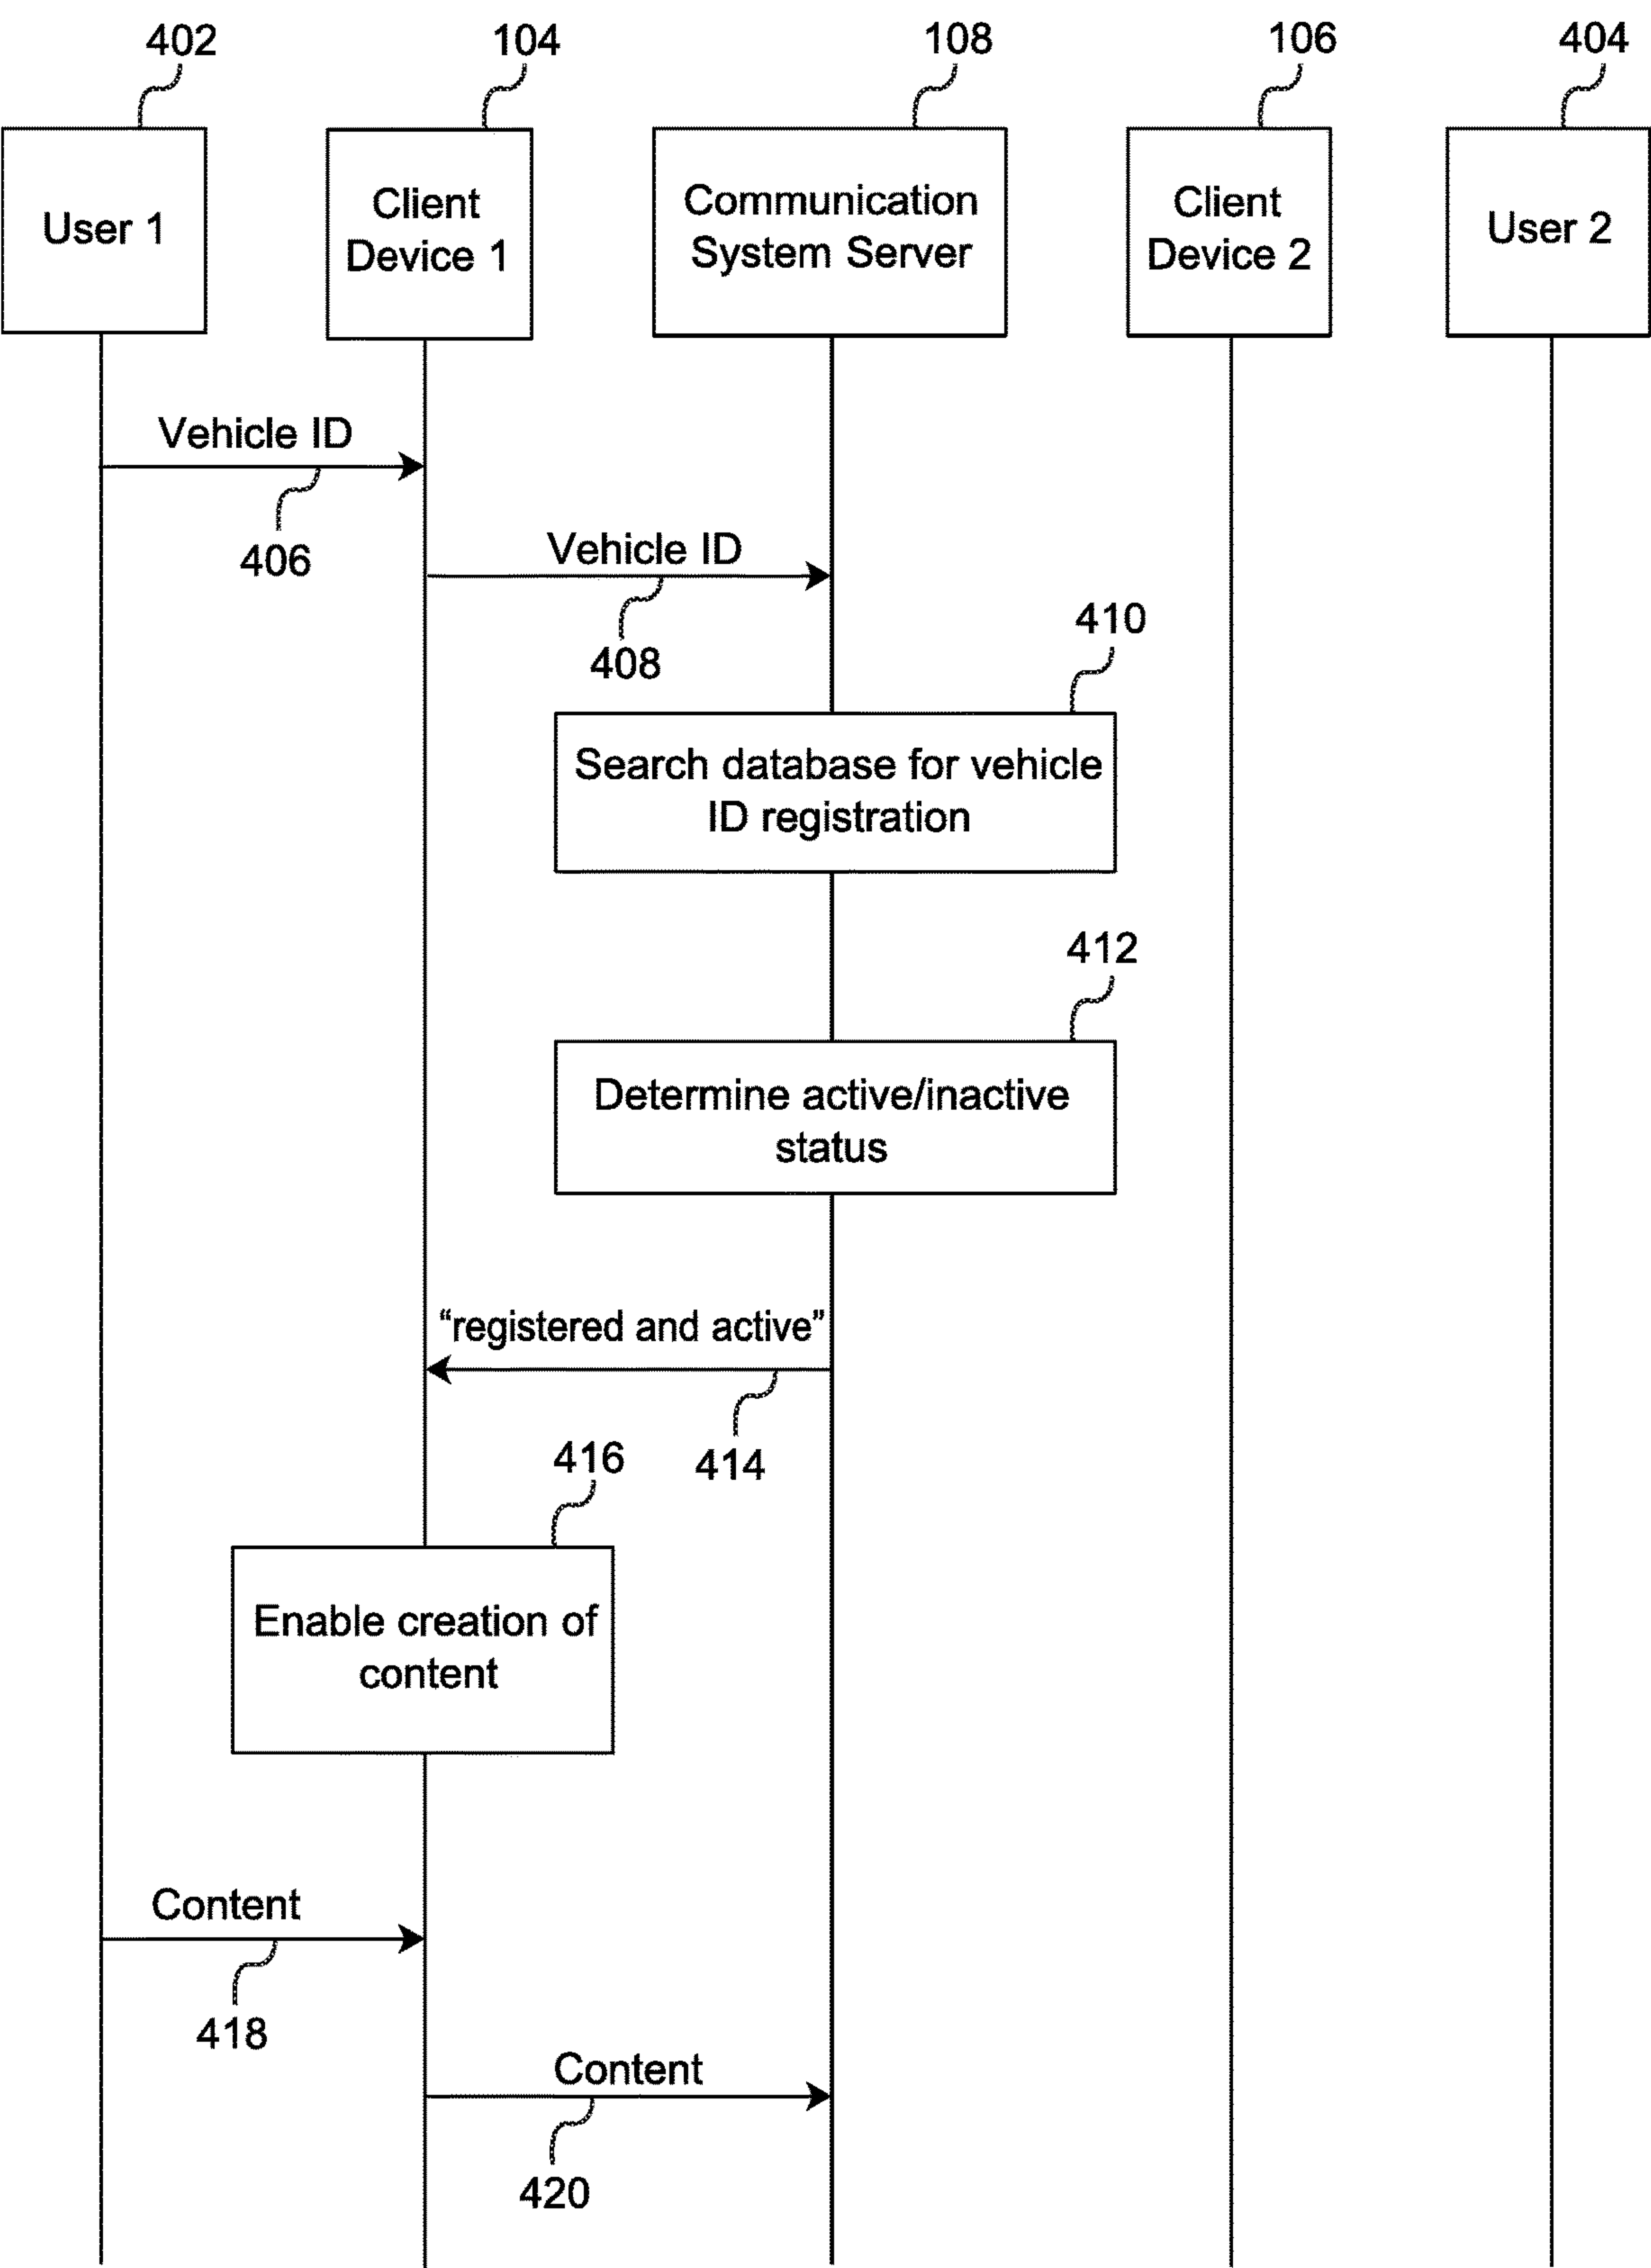 402
104
108
106
404
User 1
Client
Device 1
Communication
System Server
Client
Device 2
User 2
Vehicle ID
406
Vehicle ID
408
410
Search database for vehicle
ID registration
412
Determine active/inactive
status
“registered and active”
414
416
Enable creation of
content
Content
418
Content
420